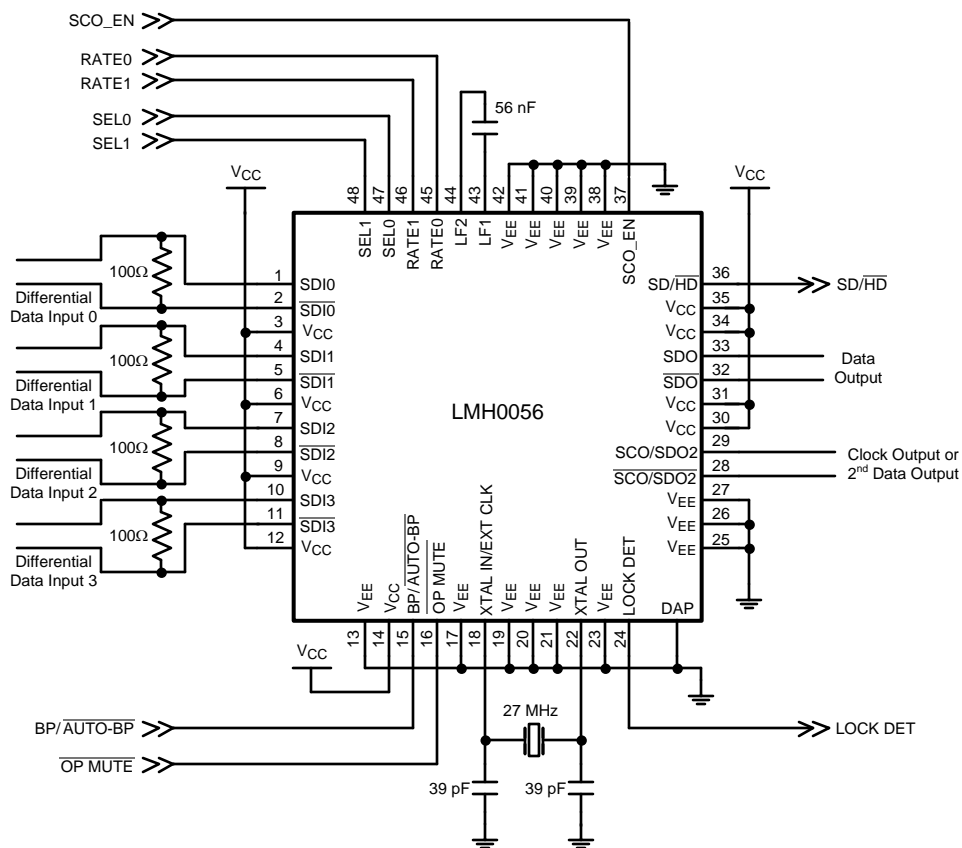 SCO_EN
RATE0
RATE1
SEL0
SEL1
56 nF
VCC
VCC
48
47
46
45
44
43
42
41
40
39
38
37
SEL1
SEL0
RATE1
RATE0
LF2
LF1
VEE
VEE
VEE
VEE
VEE
SCO_EN
100Ω
Differential
Data Input 0
100Ω
Differential
Data Input 1
100Ω
Differential
Data Input 2
100Ω
Differential
Data Input 3
1 SDI0
2 SDI0
3 VCC
4 SDI1
5 SDI1
6 VCC
7 SDI2
8 SDI2
9 VCC
10 SDI3
11 SDI3
12 VCC
LMH0056
SD/HD 36
VCC 35
VCC 34
SDO 33
SDO 32
VCC 31
VCC 30
SCO/SDO2 29
SCO/SDO2 28
VEE 27
VEE 26
VEE 25
SD/HD
Data
Output
Clock Output or
2nd Data Output
VEE
VCC
BP/AUTO-BP
OP MUTE
VEE
XTAL IN/EXT CLK
VEE
VEE
VEE
XTAL OUT
VEE
LOCK DET
DAP
13
14
15
16
17
18
19
20
21
22
23
24
VCC
BP/AUTO-BP
OP MUTE
27 MHz
39 pF
39 pF
LOCK DET